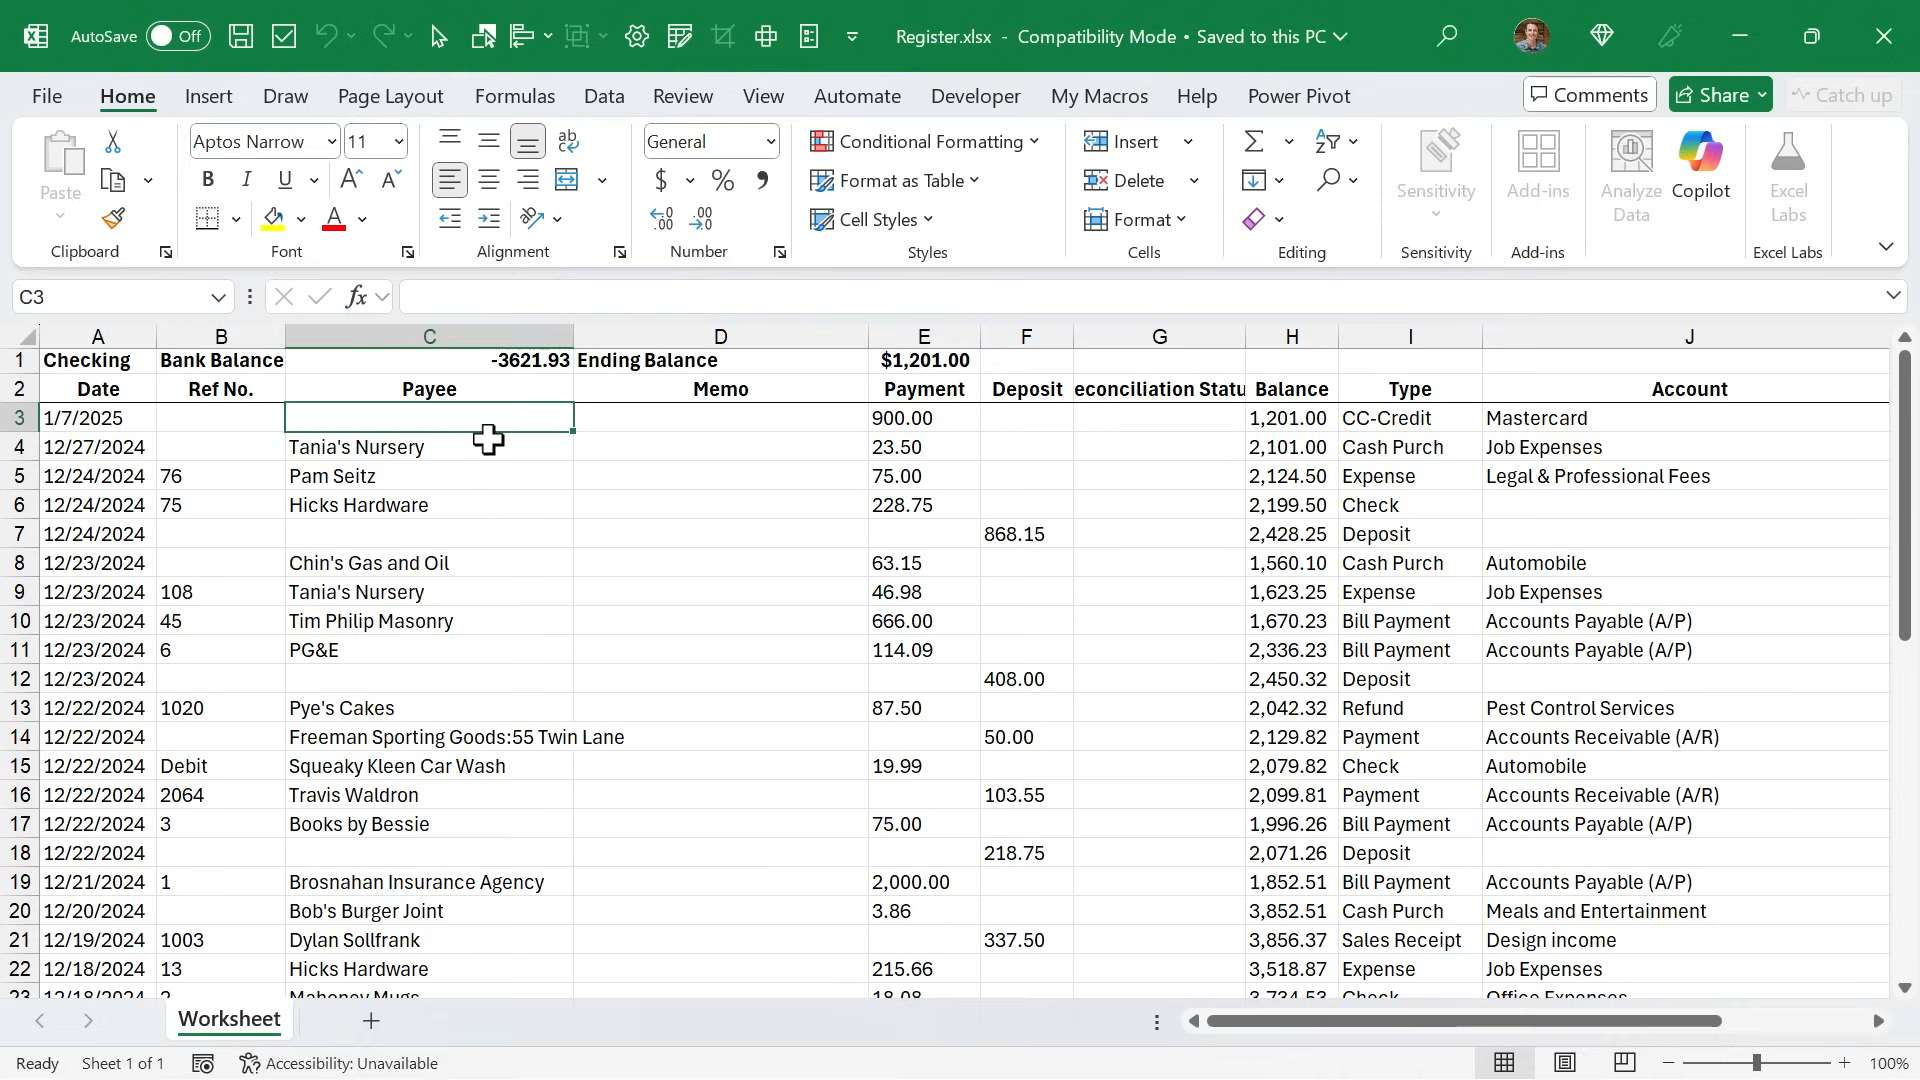 AutoSave Off Register.xlsx - Compatibility Mode • Saved to this PC
File Home Insert Draw Page Layout Formulas Data Review View Automate Developer My Macros Help Power Pivot Comments Share Catch up
Aptos Narrow 11 ab General Conditional Formatting Insert
Paste B I U A A $ % Format as Table Delete Sensitivity Add-ins Analyze Data Copilot Excel Labs
A .00 .00 Cell Styles Format
Clipboard Font Alignment Number Styles Cells Editing Sensitivity Add-ins Excel Labs
C3 fx
A B C D E F G H I J
1 Checking Bank Balance -3621.93 Ending Balance $1,201.00
2 Date Ref No. Payee Memo Payment Deposit econciliation Statu Balance Type Account
3 1/7/2025 900.00 1,201.00 CC-Credit Mastercard
4 12/27/2024 Tania's Nursery 23.50 2,101.00 Cash Purch Job Expenses
5 12/24/2024 76 Pam Seitz 75.00 2,124.50 Expense Legal & Professional Fees
6 12/24/2024 75 Hicks Hardware 228.75 2,199.50 Check
7 12/24/2024 868.15 2,428.25 Deposit
8 12/23/2024 Chin's Gas and Oil 63.15 1,560.10 Cash Purch Automobile
9 12/23/2024 108 Tania's Nursery 46.98 1,623.25 Expense Job Expenses
10 12/23/2024 45 Tim Philip Masonry 666.00 1,670.23 Bill Payment Accounts Payable (A/P)
11 12/23/2024 6 PG&E 114.09 2,336.23 Bill Payment Accounts Payable (A/P)
12 12/23/2024 408.00 2,450.32 Deposit
13 12/22/2024 1020 Pye's Cakes 87.50 2,042.32 Refund Pest Control Services
14 12/22/2024 Freeman Sporting Goods:55 Twin Lane 50.00 2,129.82 Payment Accounts Receivable (A/R)
15 12/22/2024 Debit Squeaky Kleen Car Wash 19.99 2,079.82 Check Automobile
16 12/22/2024 2064 Travis Waldron 103.55 2,099.81 Payment Accounts Receivable (A/R)
17 12/22/2024 3 Books by Bessie 75.00 1,996.26 Bill Payment Accounts Payable (A/P)
18 12/22/2024 218.75 2,071.26 Deposit
19 12/21/2024 1 Brosnahan Insurance Agency 2,000.00 1,852.51 Bill Payment Accounts Payable (A/P)
20 12/20/2024 Bob's Burger Joint 3.86 3,852.51 Cash Purch Meals and Entertainment
21 12/19/2024 1003 Dylan Sollfrank 337.50 3,856.37 Sales Receipt Design income
22 12/18/2024 13 Hicks Hardware 215.66 3,518.87 Expense Job Expenses
23 12/18/2024 2 Mahoney Mugs 18.08 3,734.53 Check Office Expenses
Worksheet
Ready Sheet 1 of 1 Accessibility: Unavailable 100%